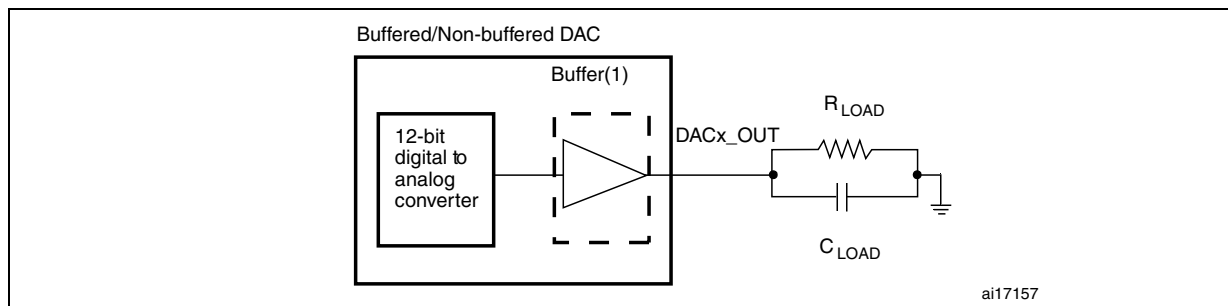 Buffered/Non-buffered DAC
Buffer(1)
12-bit
digital to
analog
converter
DACx_OUT
R LOAD
C LOAD
ai17157